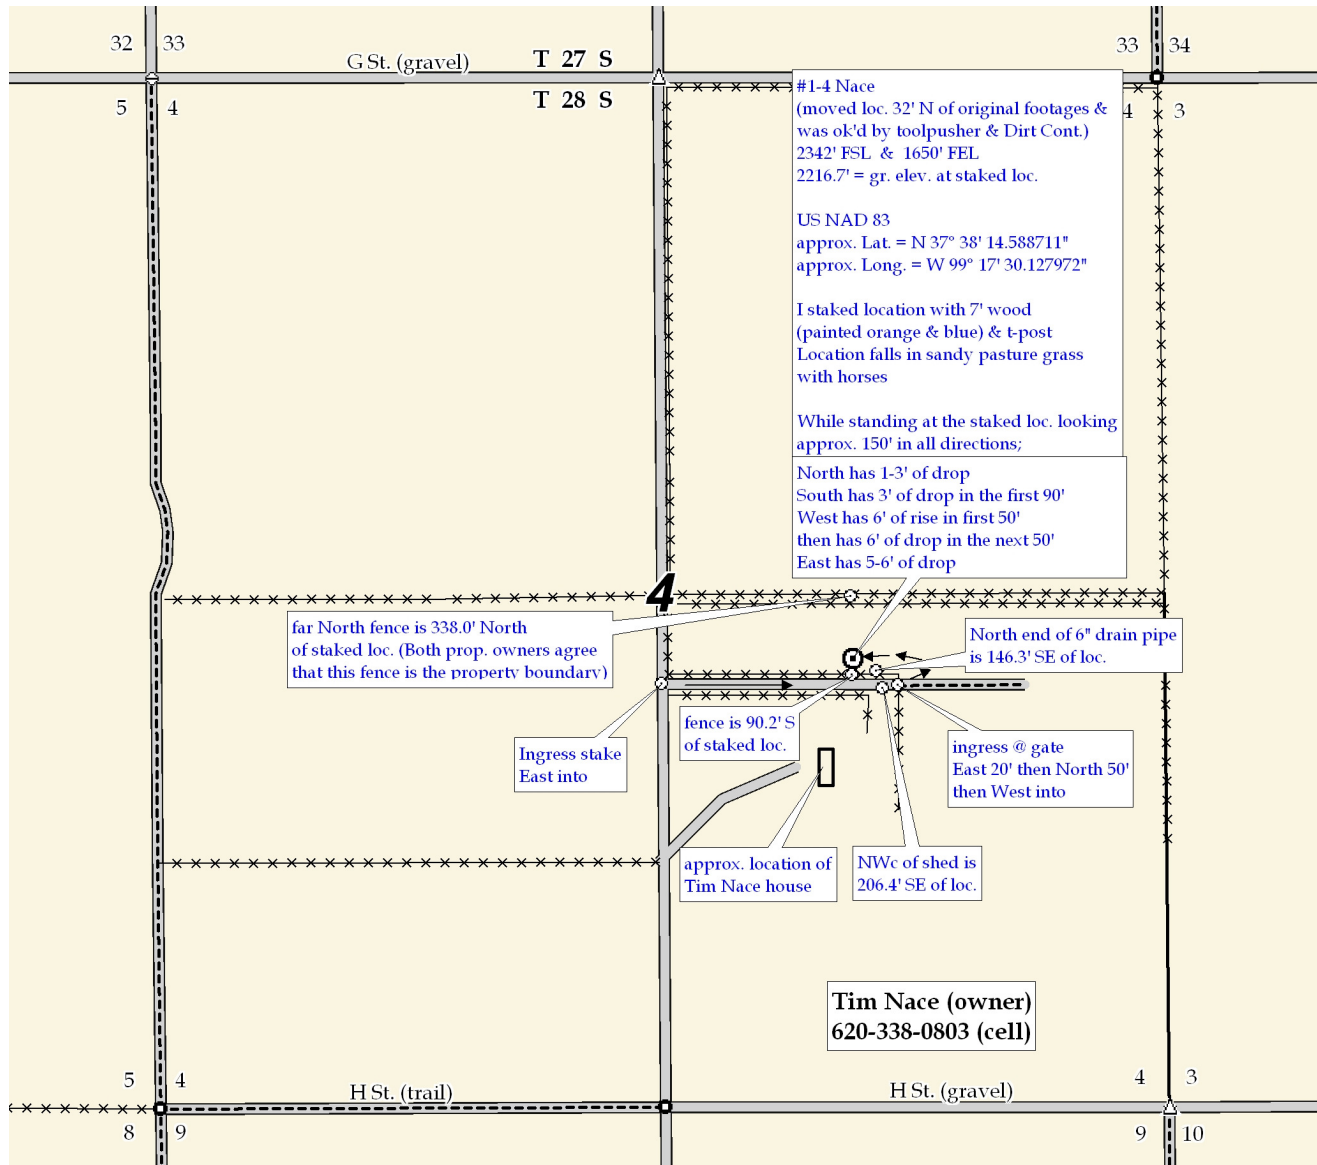 32 33
33 34
G St. (gravel)
T 27 S
T 28 S
5 4
4 3
#1-4 Nace
(moved loc. 32' N of original footages &
was ok'd by toolpusher & Dirt Cont.)
2342' FSL & 1650' FEL
2216.7' = gr. elev. at staked loc.
US NAD 83
approx. Lat. = N 37° 38' 14.588711"
approx. Long. = W 99° 17' 30.127972"
I staked location with 7' wood
(painted orange & blue) & t-post
Location falls in sandy pasture grass
with horses
While standing at the staked loc. looking
approx. 150' in all directions;
North has 1-3' of drop
South has 3' of drop in the first 90'
West has 6' of rise in first 50'
then has 6' of drop in the next 50'
East has 5-6' of drop
4
far North fence is 338.0' North
of staked loc. (Both prop. owners agree
that this fence is the property boundary)
North end of 6" drain pipe
is 146.3' SE of loc.
fence is 90.2' S
of staked loc.
Ingress stake
East into
ingress @ gate
East 20' then North 50'
then West into
approx. location of
Tim Nace house
NWc of shed is
206.4' SE of loc.
Tim Nace (owner)
620-338-0803 (cell)
5 4
4 3
H St. (trail)
H St. (gravel)
8 9
9 10